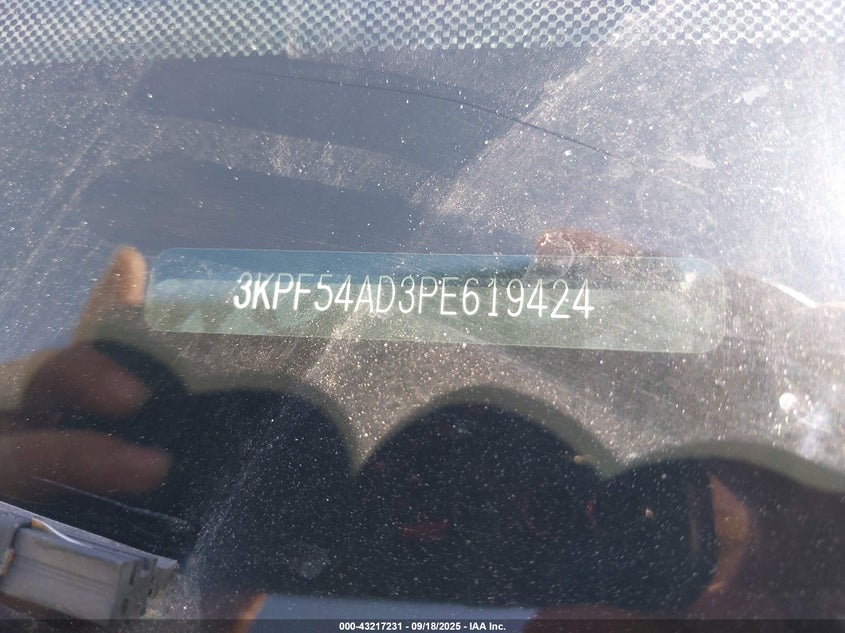 3KPF54AD3PE619424
000-43217231 - 09/18/2025 - IAA Inc.